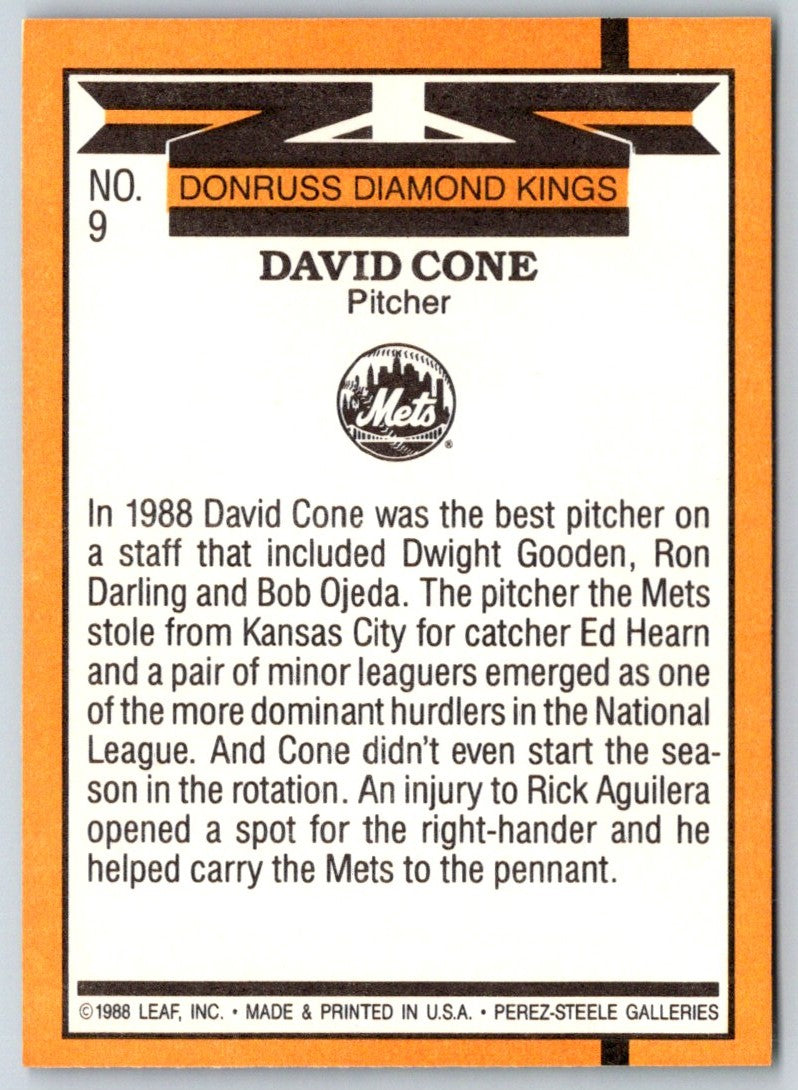 NO.
9
DONRUSS DIAMOND KINGS
DAVID CONE
Pitcher
Mets
®
In 1988 David Cone was the best pitcher on
a staff that included Dwight Gooden, Ron
Darling and Bob Ojeda. The pitcher the Mets
stole from Kansas City for catcher Ed Hearn
and a pair of minor leaguers emerged as one
of the more dominant hurdlers in the National
League. And Cone didn't even start the sea-
son in the rotation. An injury to Rick Aguilera
opened a spot for the right-hander and he
helped carry the Mets to the pennant.
©1988 LEAF, INC. • MADE & PRINTED IN U.S.A. • PEREZ-STEELE GALLERIES